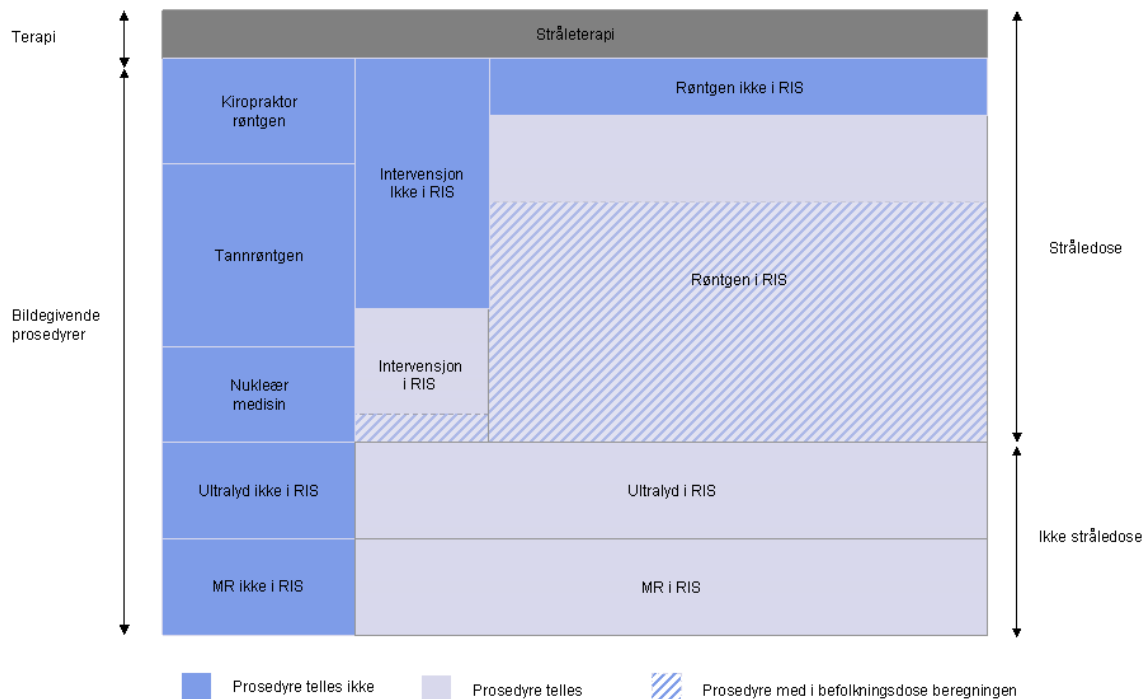 Terapi
Stråleterapi
Kiropraktor
røntgen
Røntgen ikke i RIS
Intervensjon
Ikke i RIS
Tannrøntgen
Stråledose
Røntgen i RIS
Bildegivende
prosedyrer
Intervensjon
i RIS
Nukleær
medisin
Ultralyd ikke i RIS
Ultralyd i RIS
Ikke stråledose
MR ikke i RIS
MR i RIS
Prosedyre telles ikke
Prosedyre telles
Prosedyre med i befolkningsdose beregningen